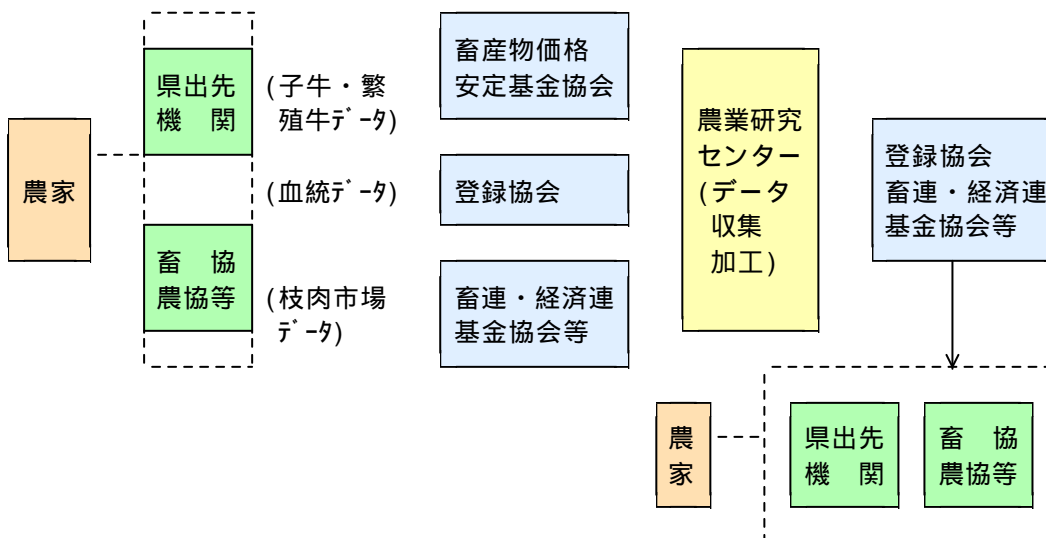 農家
県出先
機　関
畜　協
農協等
(子牛・繁
殖牛ﾃﾞｰﾀ)
(血統データ)
(枝肉市場
ﾃﾞｰﾀ)
畜産物価格
安定基金協会
登録協会
畜連・経済連
基金協会等
農業研究
センター
(データ
収集
加工)
登録協会
畜連・経済連
基金協会等
農
家
県出先
機　関
畜　協
農協等